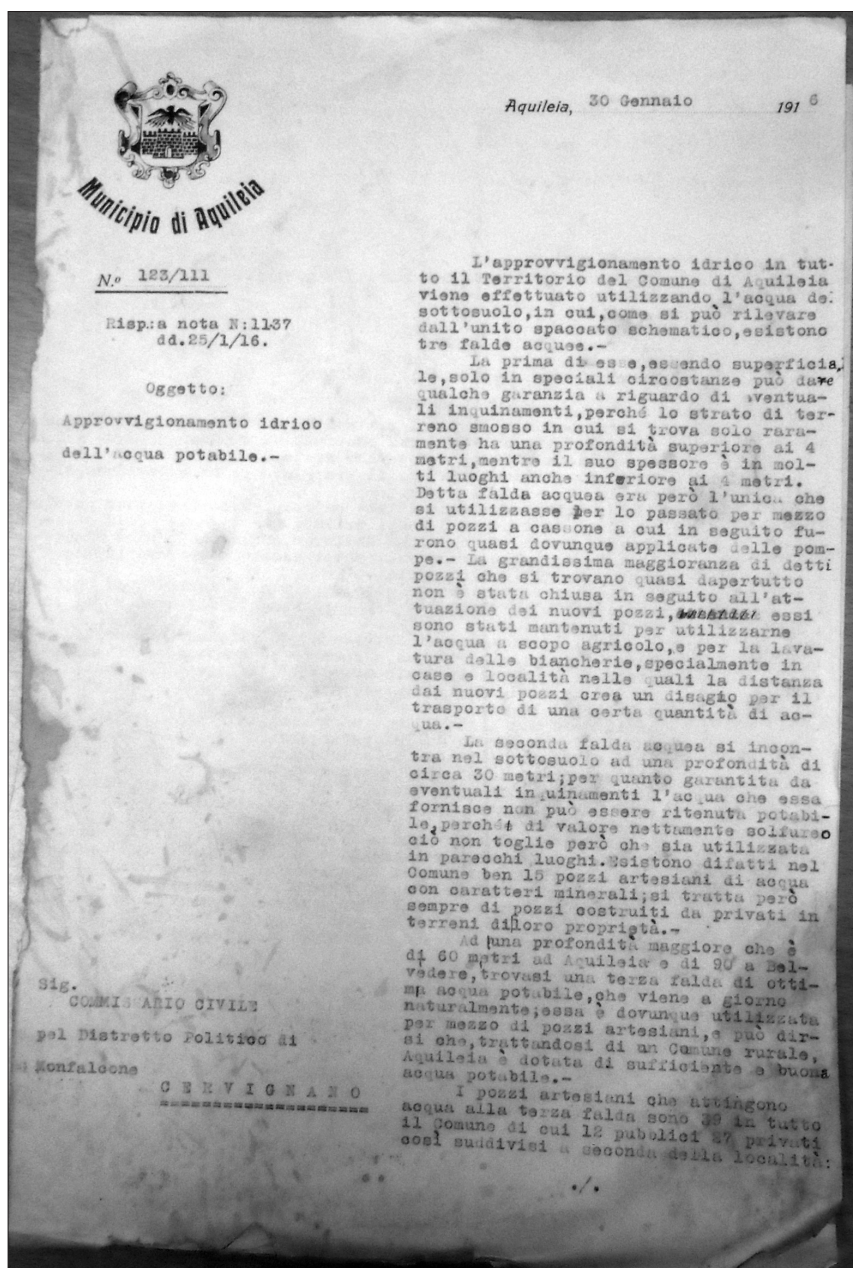 Aquileia, 30 Gennaio 1916
Municipio di Aquileia
N.º 123/111
Risp.:a nota N:1137
dd.25/1/16.
Oggetto:
Approvvigionamento idrico
dell'acqua potabile.-
L'approvvigionamento idrico in tut-
to il Territorio del Comune di Aquileia
viene effettuato utilizzando l'acqua del
sottosuolo,in cui,come si può rilevare
dall'unito spaccato schematico,esistono
tre falde acquee.-
La prima di esse,essendo superficia
le,solo in speciali circostanze può dare
qualche garanzia a riguardo di eventua-
li inquinamenti,perché lo strato di ter-
reno smosso in cui si trova solo rara-
mente ha una profondità superiore ai 4
metri,mentre il suo spessore è in mol-
ti luoghi anche inferiore ai 4 metri.
Detta falda acquea era però l'unica che
si utilizzasse per lo passato per mezzo
di pozzi a cassone a cui in seguito fu-
rono quasi dovunque applicate delle pom-
pe.- La grandissima maggioranza di detti
pozzi che si trovano quasi dapertutto
non è stata chiusa in seguito all'at-
tuazione dei nuovi pozzi, essi
sono stati mantenuti per utilizzarne
l'acqua a scopo agricolo,e per la lava-
tura delle biancherie,specialmente in
case e località nelle quali la distanza
dai nuovi pozzi crea un disagio per il
trasporto di una certa quantità di ac-
qua.-
La seconda falda acquea si incon-
tra nel sottosuolo ad una profondità di
circa 30 metri;per quanto garantita da
eventuali inquinamenti l'acqua che essa
fornisce non può essere ritenuta potabi-
le,perché di valore nettamente solfureo
ciò non toglie però che sia utilizzata
in parecchi luoghi.Esistono difatti nel
Comune ben 15 pozzi artesiani di acqua
con caratteri minerali;si tratta però
sempre di pozzi costruiti da privati in
terreni di loro proprietà.-
Ad una profondità maggiore che è
di 60 metri ad Aquileia e di 90 a Bel-
vedere,trovasi una terza falda di otti-
ma acqua potabile,che viene a giorno
naturalmente;essa è dovunque utilizzata
per mezzo di pozzi artesiani,e può dir-
si che,trattandosi di un Comune rurale,
Aquileia è dotata di sufficiente e buona
acqua potabile.-
I pozzi artesiani che attingono
acqua alla terza falda sono 39 in tutto
il Comune di cui 12 pubblici 27 privati
così suddivisi a seconda della località:
./.
Sig.
COMMISSARIO CIVILE
pel Distretto Politico di
Monfalcone
CERVIGNANO
====================